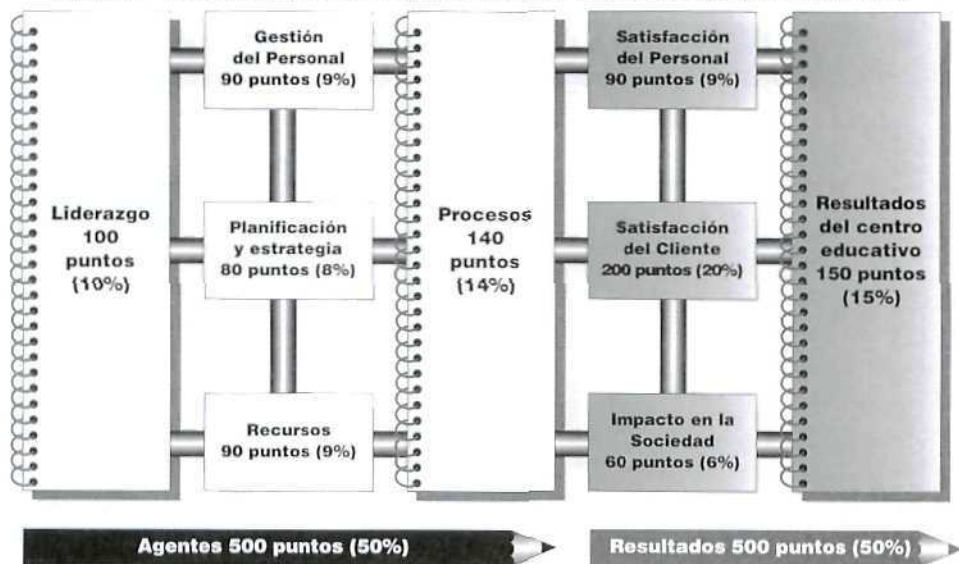 Liderazgo
100
puntos
(10%)
Gestión
del Personal
90 puntos (9%)
Planificación
y estrategia
80 puntos (8%)
Recursos
90 puntos (9%)
Procesos
140
puntos
(14%)
Satisfacción
del Personal
90 puntos (9%)
Satisfacción
del Cliente
200 puntos (20%)
Impacto en la
Sociedad
60 puntos (6%)
Resultados
del centro
educativo
150 puntos
(15%)
Agentes 500 puntos (50%)
Resultados 500 puntos (50%)